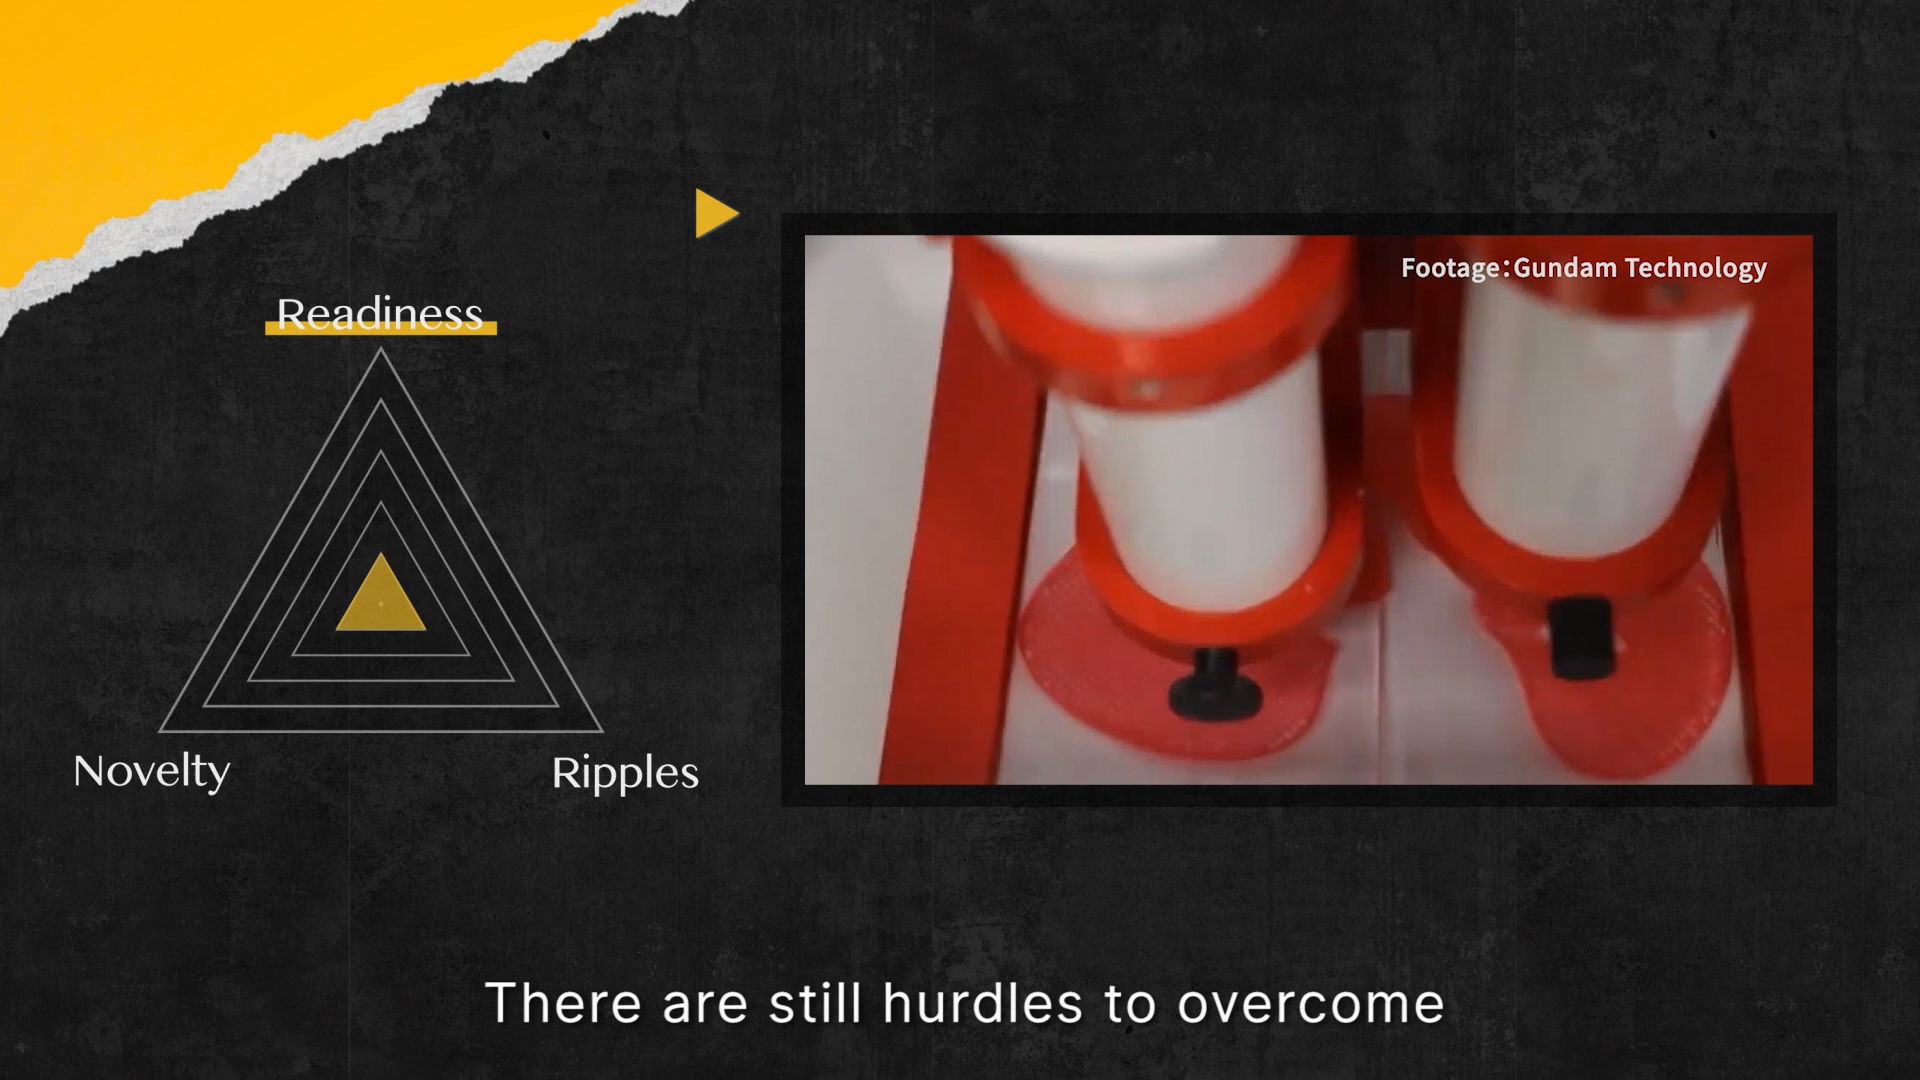 Footage:Gundam Technology
Readiness
Novelty
Ripples
There are still hurdles to overcome